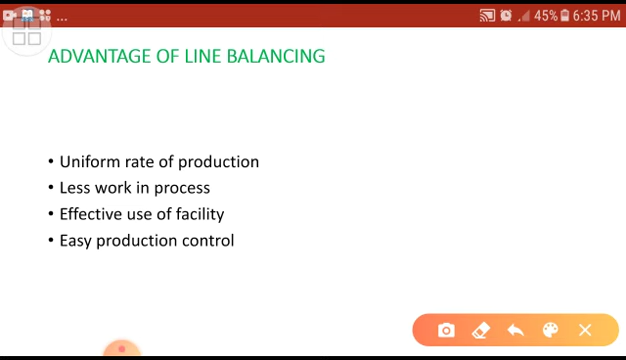 ... 45% 6:35 PM
ADVANTAGE OF LINE BALANCING
• Uniform rate of production
• Less work in process
• Effective use of facility
• Easy production control